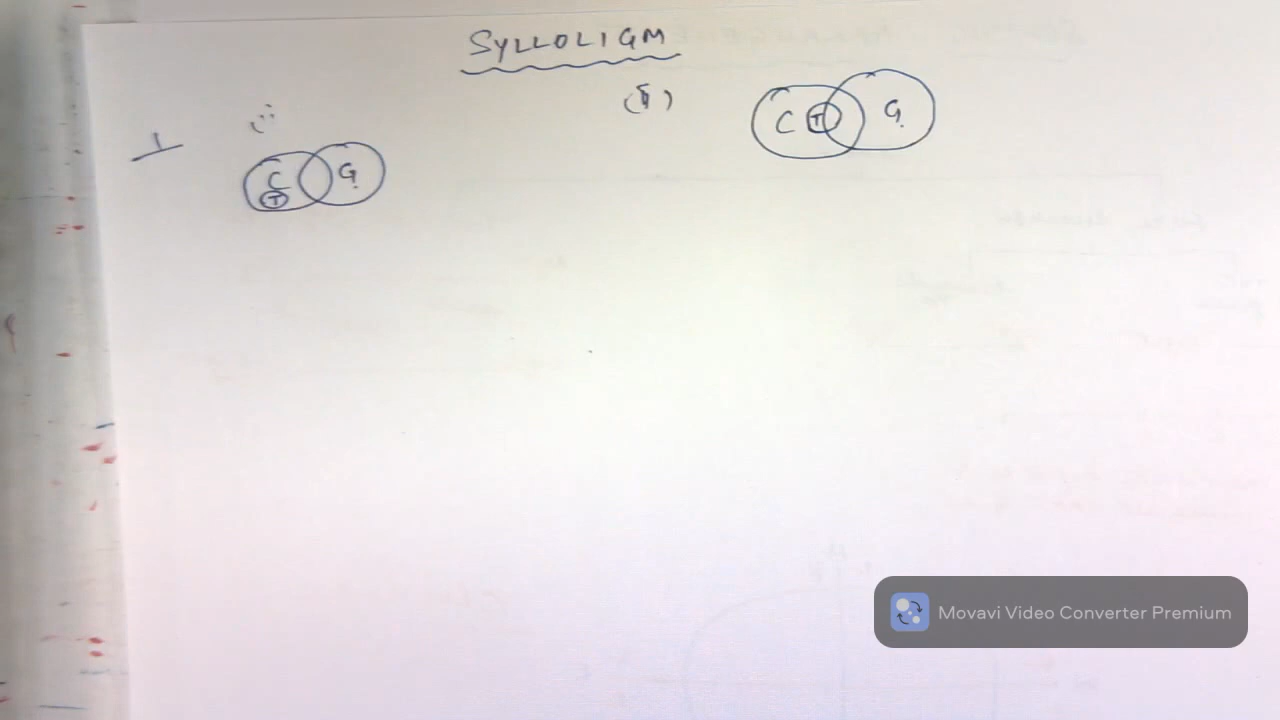 SYLLOLIGM
1
C G
T
C T G
Movavi Video Converter Premium